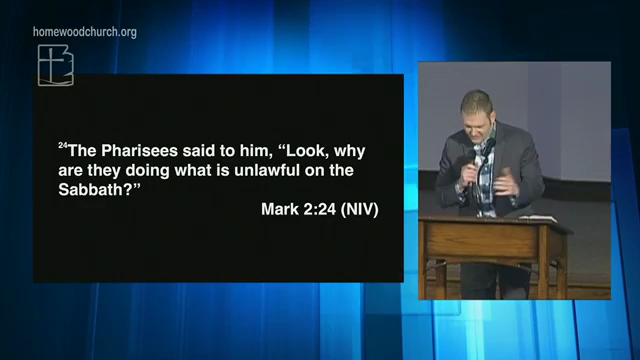 homewoodchurch.org
24The Pharisees said to him, “Look, why
are they doing what is unlawful on the
Sabbath?”
Mark 2:24 (NIV)